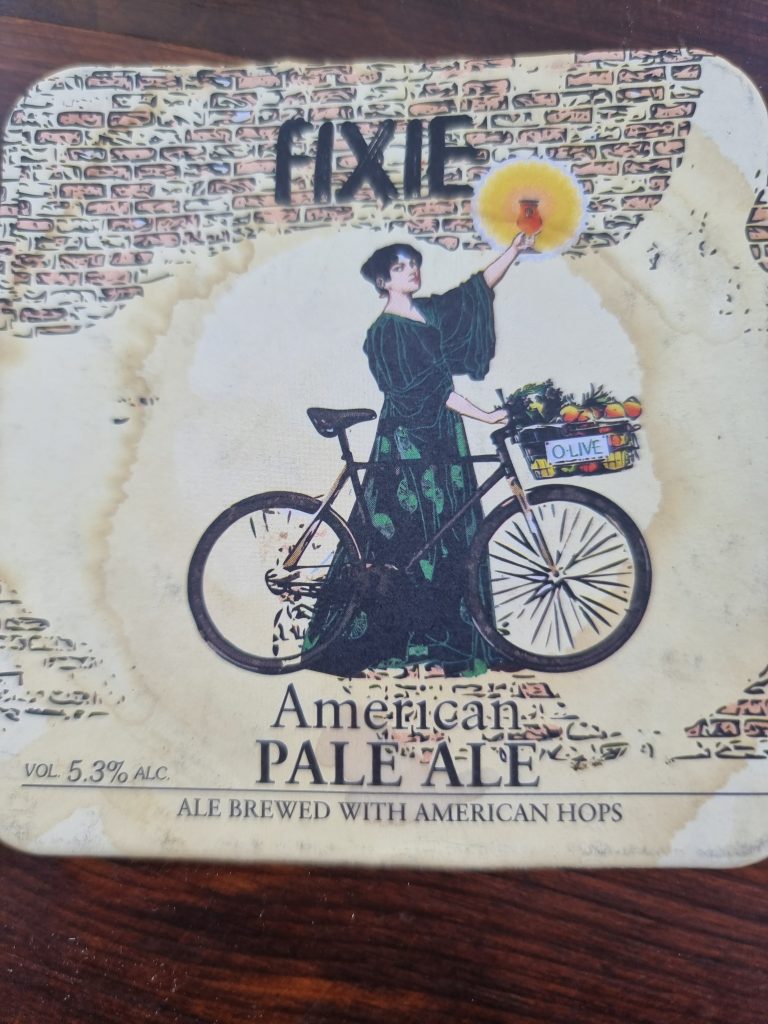 FIXIE
O-LIVE
American
PALE ALE
VOL. 5.3% ALC.
ALE BREWED WITH AMERICAN HOPS